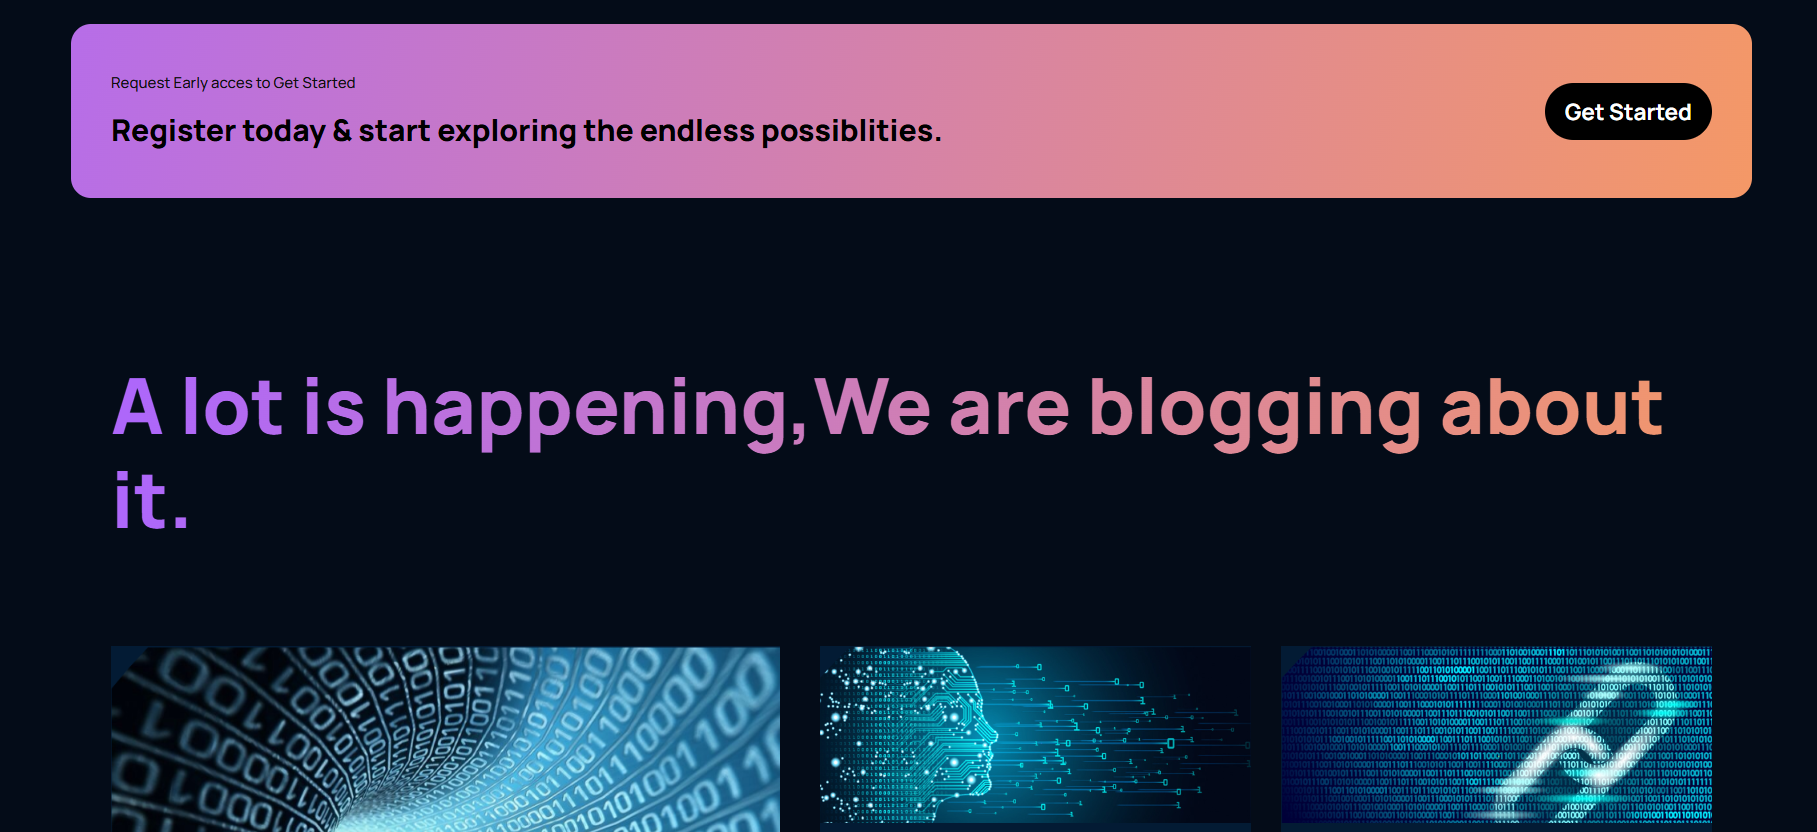 Request Early acces to Get Started
Register today & start exploring the endless possiblities.
Get Started
A lot is happening,We are blogging about
it.